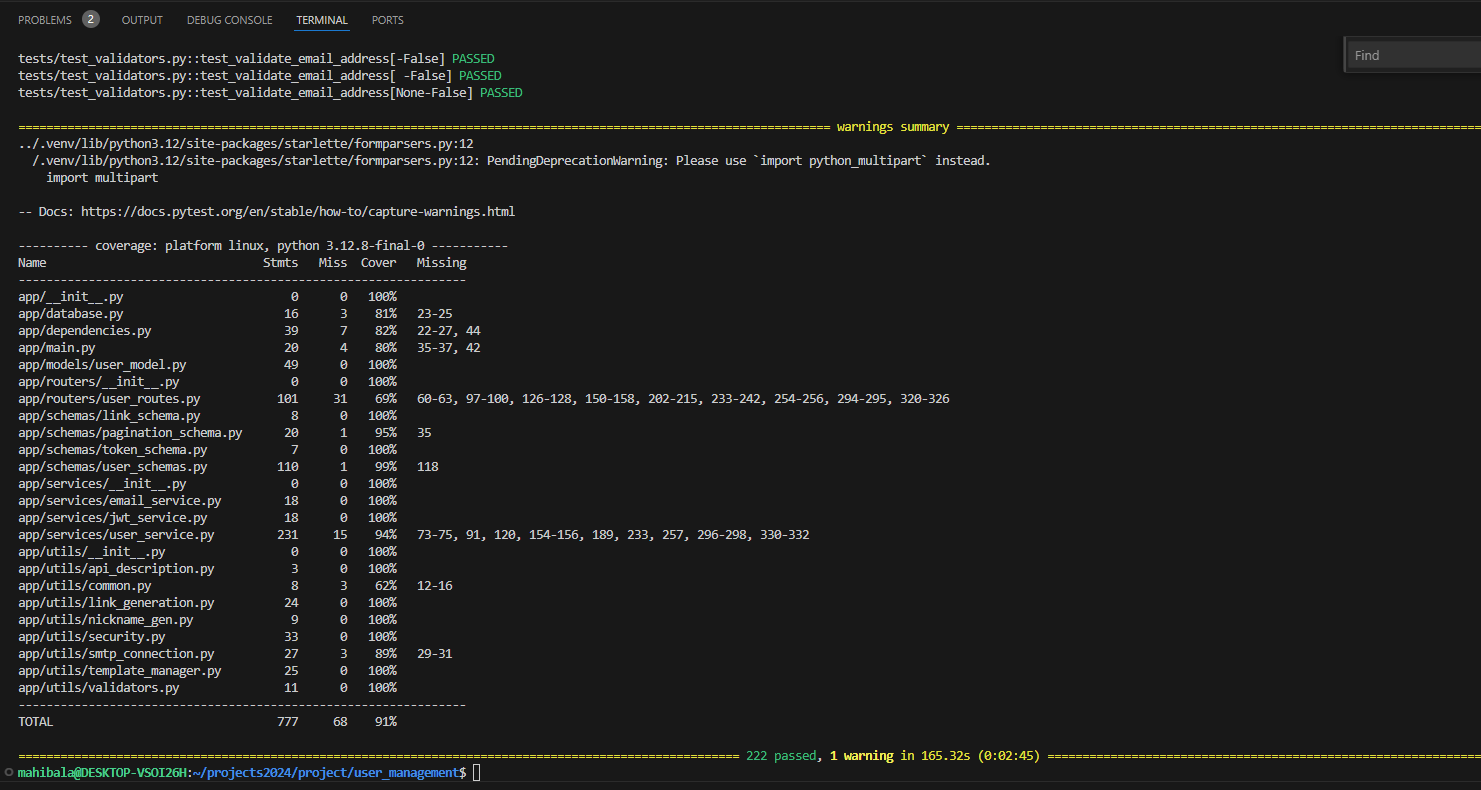 PROBLEMS 2 OUTPUT DEBUG CONSOLE TERMINAL PORTS
Find
tests/test_validators.py::test_validate_email_address[-False] PASSED
tests/test_validators.py::test_validate_email_address[ -False] PASSED
tests/test_validators.py::test_validate_email_address[None-False] PASSED
==================== warnings summary ====================
../.venv/lib/python3.12/site-packages/starlette/formparsers.py:12
  /.venv/lib/python3.12/site-packages/starlette/formparsers.py:12: PendingDeprecationWarning: Please use `import python_multipart` instead.
    import multipart
-- Docs: https://docs.pytest.org/en/stable/how-to/capture-warnings.html
---------- coverage: platform linux, python 3.12.8-final-0 -----------
Name                               Stmts   Miss  Cover   Missing
----------------------------------------------------------------
app/__init__.py                        0      0   100%
app/database.py                       16      3    81%   23-25
app/dependencies.py                   39      7    82%   22-27, 44
app/main.py                           20      4    80%   35-37, 42
app/models/user_model.py              49      0   100%
app/routers/__init__.py                0      0   100%
app/routers/user_routes.py           101     31    69%   60-63, 97-100, 126-128, 150-158, 202-215, 233-242, 254-256, 294-295, 320-326
app/schemas/link_schema.py             8      0   100%
app/schemas/pagination_schema.py      20      1    95%   35
app/schemas/token_schema.py            7      0   100%
app/schemas/user_schemas.py          110      1    99%   118
app/services/__init__.py               0      0   100%
app/services/email_service.py         18      0   100%
app/services/jwt_service.py           18      0   100%
app/services/user_service.py         231     15    94%   73-75, 91, 120, 154-156, 189, 233, 257, 296-298, 330-332
app/utils/__init__.py                  0      0   100%
app/utils/api_description.py           3      0   100%
app/utils/common.py                    8      3    62%   12-16
app/utils/link_generation.py          24      0   100%
app/utils/nickname_gen.py              9      0   100%
app/utils/security.py                 33      0   100%
app/utils/smtp_connection.py          27      3    89%   29-31
app/utils/template_manager.py         25      0   100%
app/utils/validators.py               11      0   100%
----------------------------------------------------------------
TOTAL                                777     68    91%
==================== 222 passed, 1 warning in 165.32s (0:02:45) ====================
mahibala@DESKTOP-VSOI26H:~/projects2024/project/user_management$